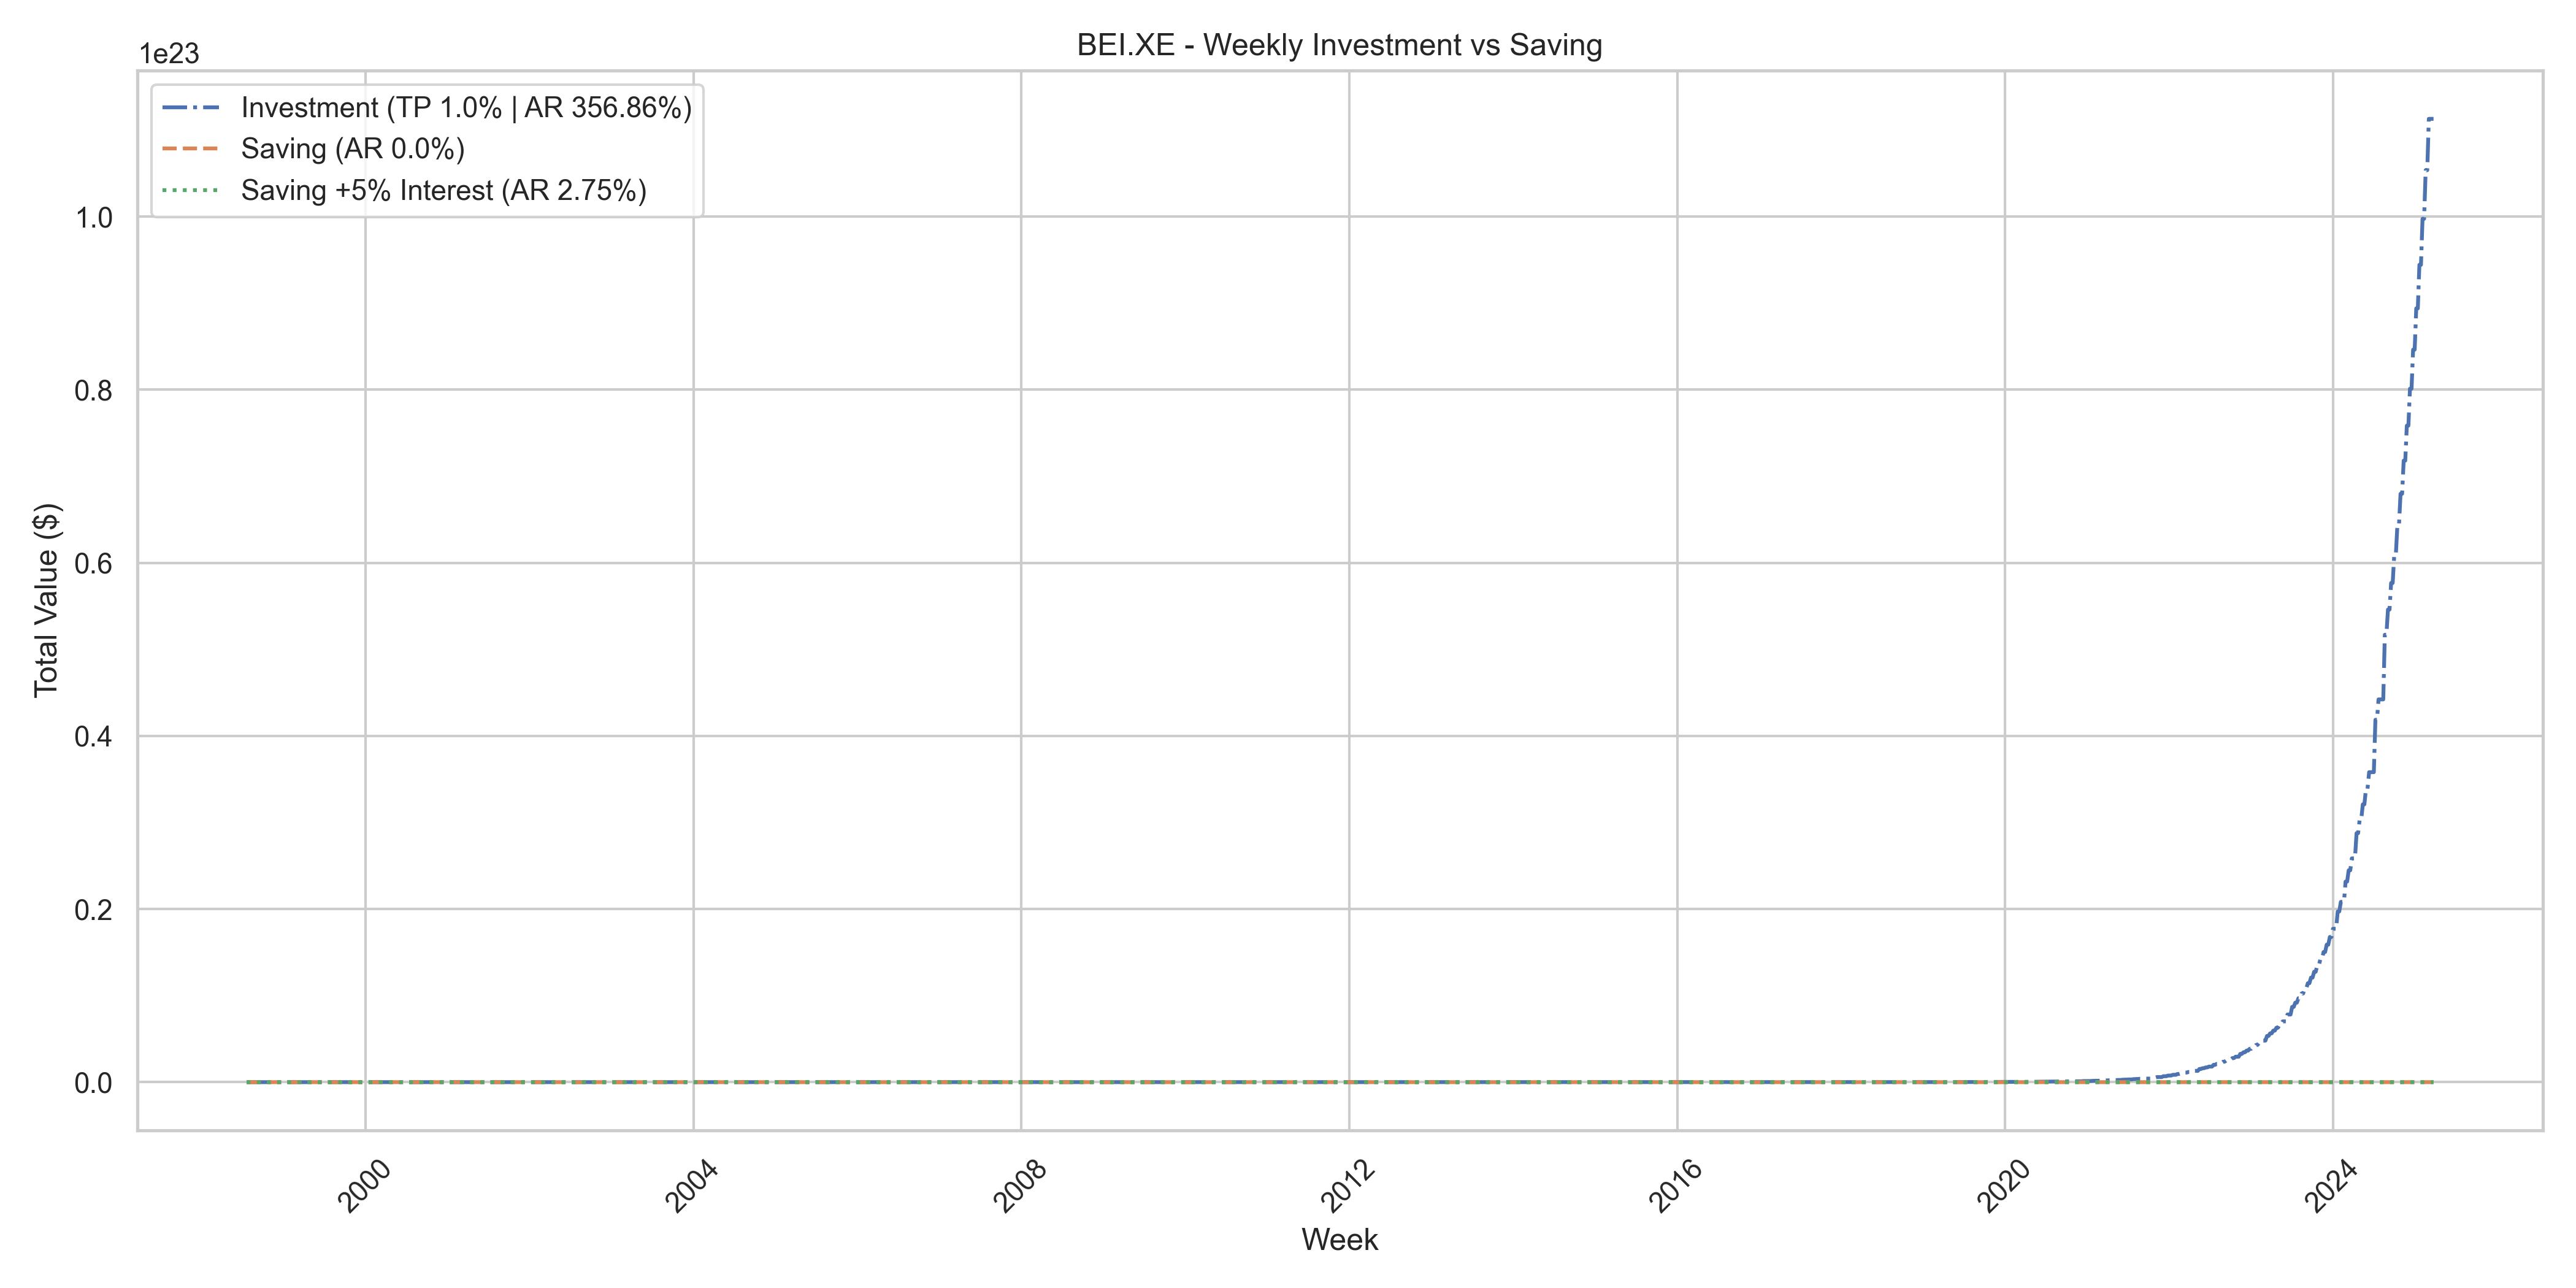 BEI.XE - Weekly Investment vs Saving
1e23
Investment (TP 1.0% | AR 356.86%)
Saving (AR 0.0%)
Saving +5% Interest (AR 2.75%)
Total Value ($)
1.0
0.8
0.6
0.4
0.2
0.0
2000
2004
2008
2012
2016
2020
2024
Week